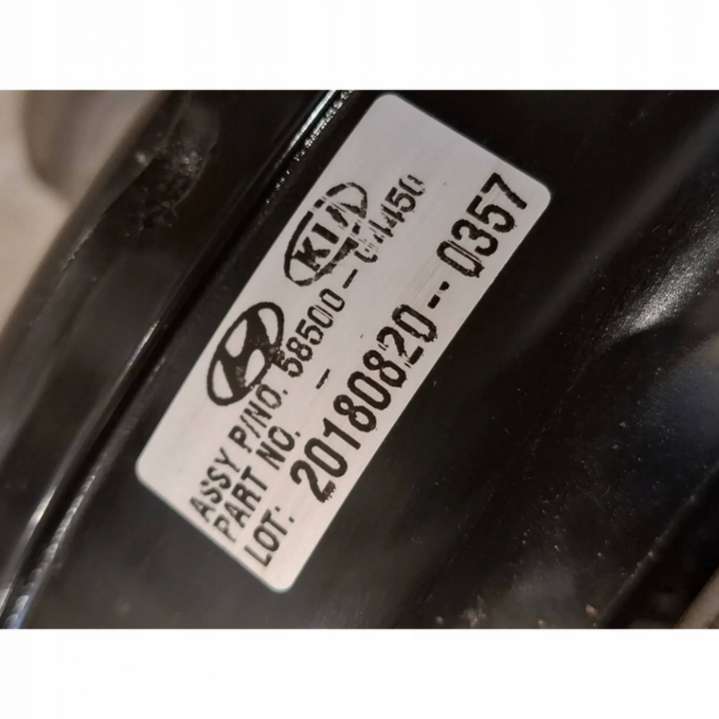 KIA
ASSY P/NO. 58500-
PART NO. -
LOT: 20180820--0357